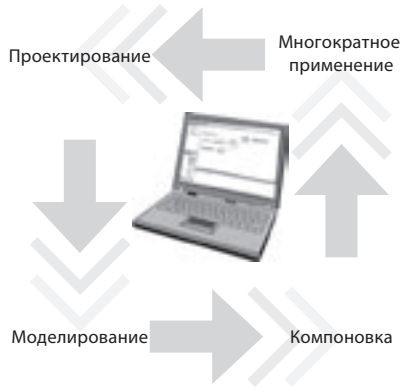 Проектирование
Многократное
применение
Моделирование
Компоновка